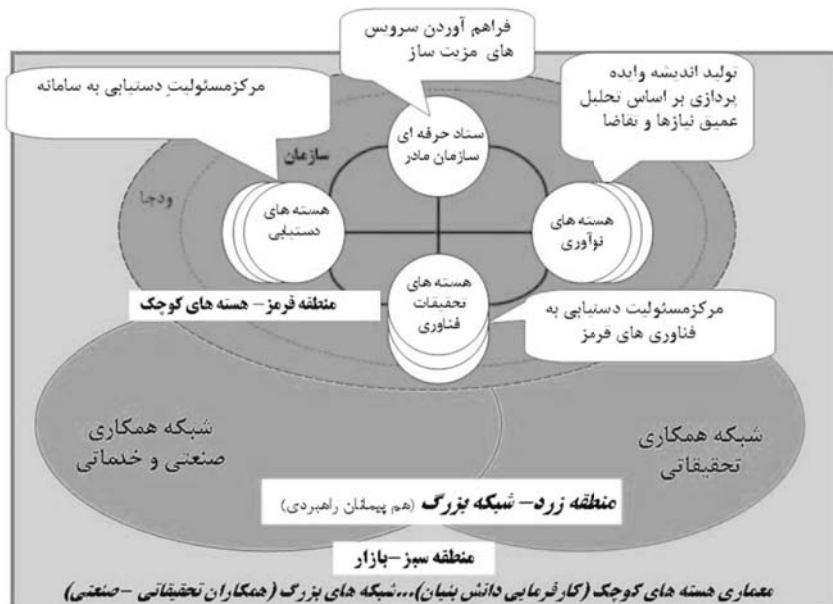 فراهم آوردن سرویس
های مزیت ساز
تولید اندیشه وایده
پردازی بر اساس تحلیل
عمیق نیازها و تقاضا
مرکزمسئولیت دستیابی به سامانه
ستاد حرفه ای
سازمان مادر
سازمان
ودجا
هسته های
دستیابی
هسته های
نوآوری
هسته های
تحقیقات
فناوری
منطقه قرمز- هسته های کوچک
مرکزمسئولیت دستیابی به
فناوری های قرمز
شبکه همکاری
صنعتی و خدماتی
شبکه همکاری
تحقیقاتی
منطقه زرد- شبکه بزرگ (هم پیمانان راهبردی)
منطقه سبز-بازار
معماری هسته های کوچک (کارفرمایی دانش بنیان)...شبکه های بزرگ (همکاران تحقیقاتی -صنعتی)